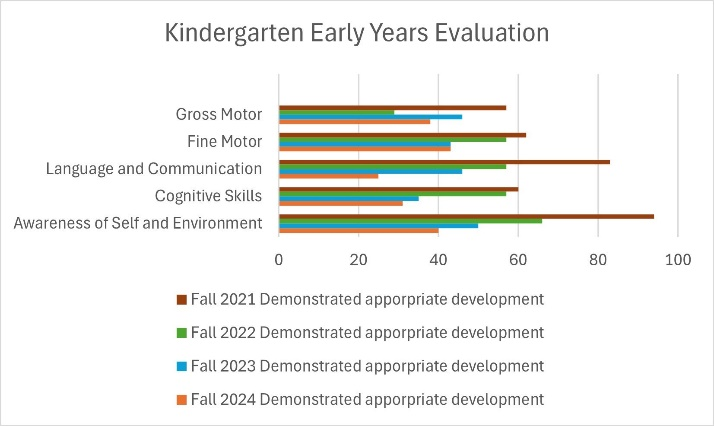 Kindergarten Early Years Evaluation
Gross Motor
Fine Motor
Language and Communication
Cognitive Skills
Awareness of Self and Environment
0 20 40 60 80 100
Fall 2021 Demonstrated apporpriate development
Fall 2022 Demonstrated apporpriate development
Fall 2023 Demonstrated apporpriate development
Fall 2024 Demonstrated apporpriate development